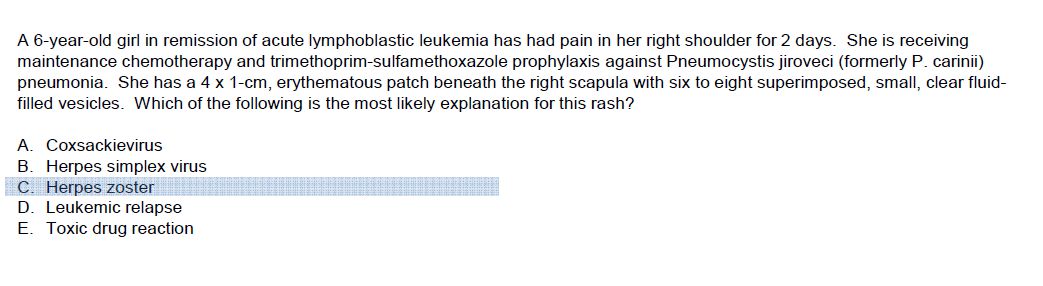 A 6-year-old girl in remission of acute lymphoblastic leukemia has had pain in her right shoulder for 2 days. She is receiving
maintenance chemotherapy and trimethoprim-sulfamethoxazole prophylaxis against Pneumocystis jiroveci (formerly P. carinii)
pneumonia. She has a 4 x 1-cm, erythematous patch beneath the right scapula with six to eight superimposed, small, clear fluid-
filled vesicles. Which of the following is the most likely explanation for this rash?
A. Coxsackievirus
B. Herpes simplex virus
C. Herpes zoster
D. Leukemic relapse
E. Toxic drug reaction